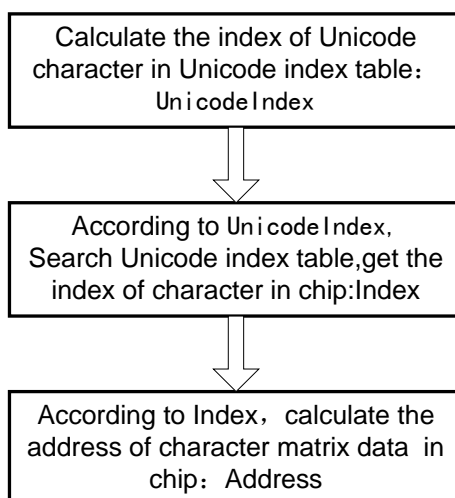 Calculate the index of Unicode
character in Unicode index table：
UnicodeIndex
According to UnicodeIndex,
Search Unicode index table,get the
index of character in chip:Index
According to Index，calculate the
address of character matrix data in
chip：Address